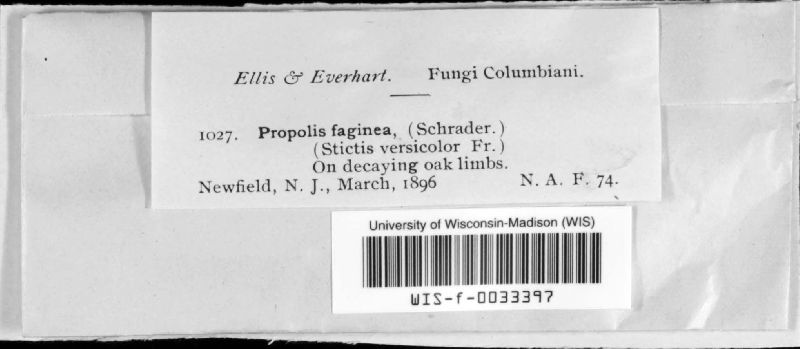 Ellis & Everhart. Fungi Columbiani.
1027. Propolis faginea, (Schrader.)
(Stictis versicolor Fr.)
On decaying oak limbs.
Newfield, N. J., March, 1896 N. A. F. 74.
University of Wisconsin-Madison (WIS)
WIS-f-0033397